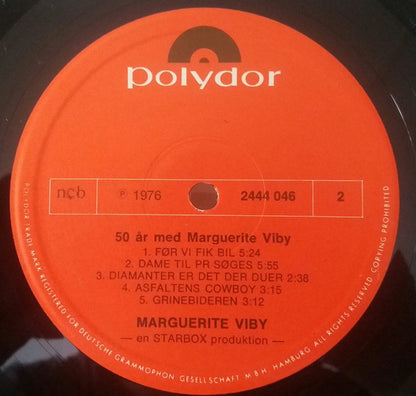 polydor
ncb
℗ 1976
2444 046
2
50 år med Marguerite Viby
1. FØR VI FIK BIL 5:24
2. DAME TIL PR SØGES 5:55
3. DIAMANTER ER DET DER DUER 2:38
4. ASFALTENS COWBOY 3:15
5. GRINEBIDEREN 3:12
MARGUERITE VIBY
— en STARBOX produktion —
POLYDOR TRADE MARK REGISTERED FOR DEUTSCHE GRAMMOPHON GESELLSCHAFT M.B.H. HAMBURG ALL RIGHTS RESERVED COPYING PROHIBITED